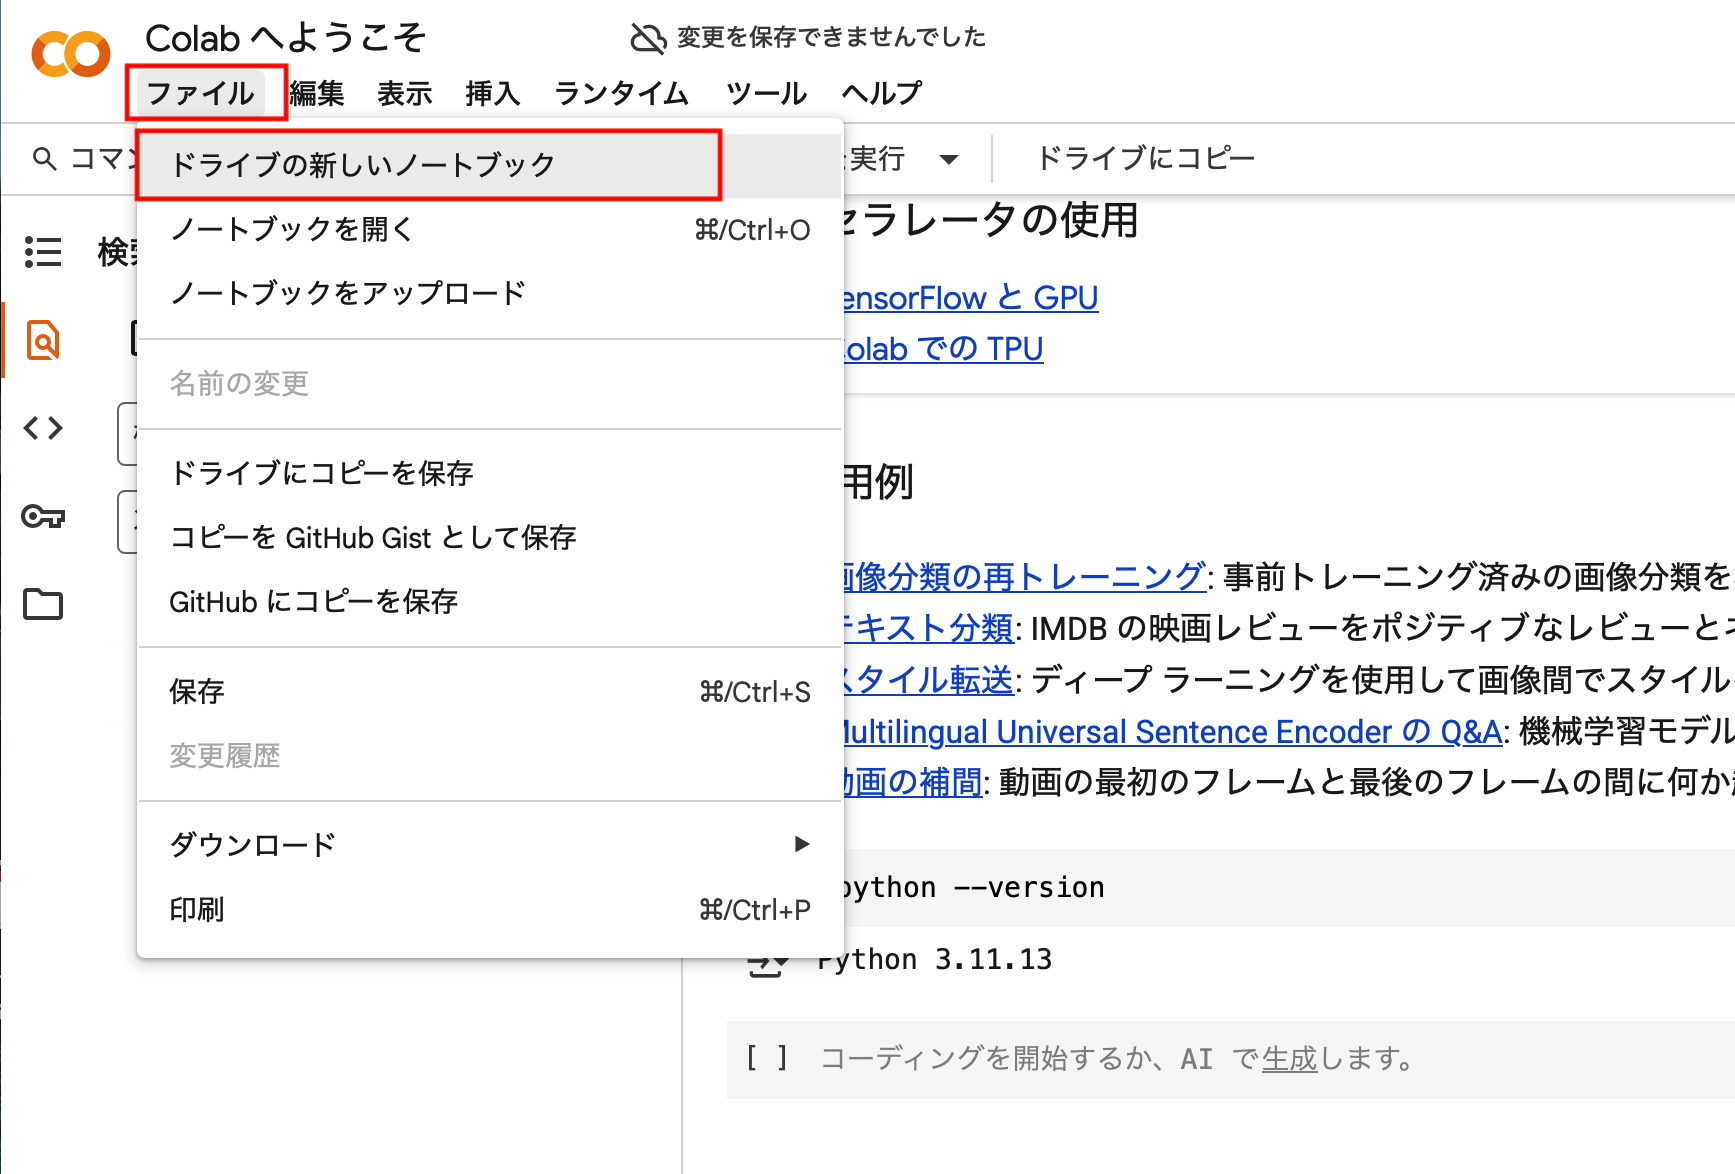 Colab へようこそ
変更を保存できませんでした
ファイル 編集 表示 挿入 ランタイム ツール ヘルプ
コマン
実行
ドライブにコピー
検索
ドライブの新しいノートブック
ノートブックを開く ⌘/Ctrl+O
ノートブックをアップロード
名前の変更
ドライブにコピーを保存
コピーを GitHub Gist として保存
GitHub にコピーを保存
保存 ⌘/Ctrl+S
変更履歴
ダウンロード ▶
印刷 ⌘/Ctrl+P
セラレータの使用
ensorFlow と GPU
olab での TPU
用例
画像分類の再トレーニング: 事前トレーニング済みの画像分類を
テキスト分類: IMDB の映画レビューをポジティブなレビューとネ
スタイル転送: ディープ ラーニングを使用して画像間でスタイル
Multilingual Universal Sentence Encoder の Q&A: 機械学習モデル
動画の補間: 動画の最初のフレームと最後のフレームの間に何か
python --version
Python 3.11.13
[ ] コーディングを開始するか、AI で生成します。